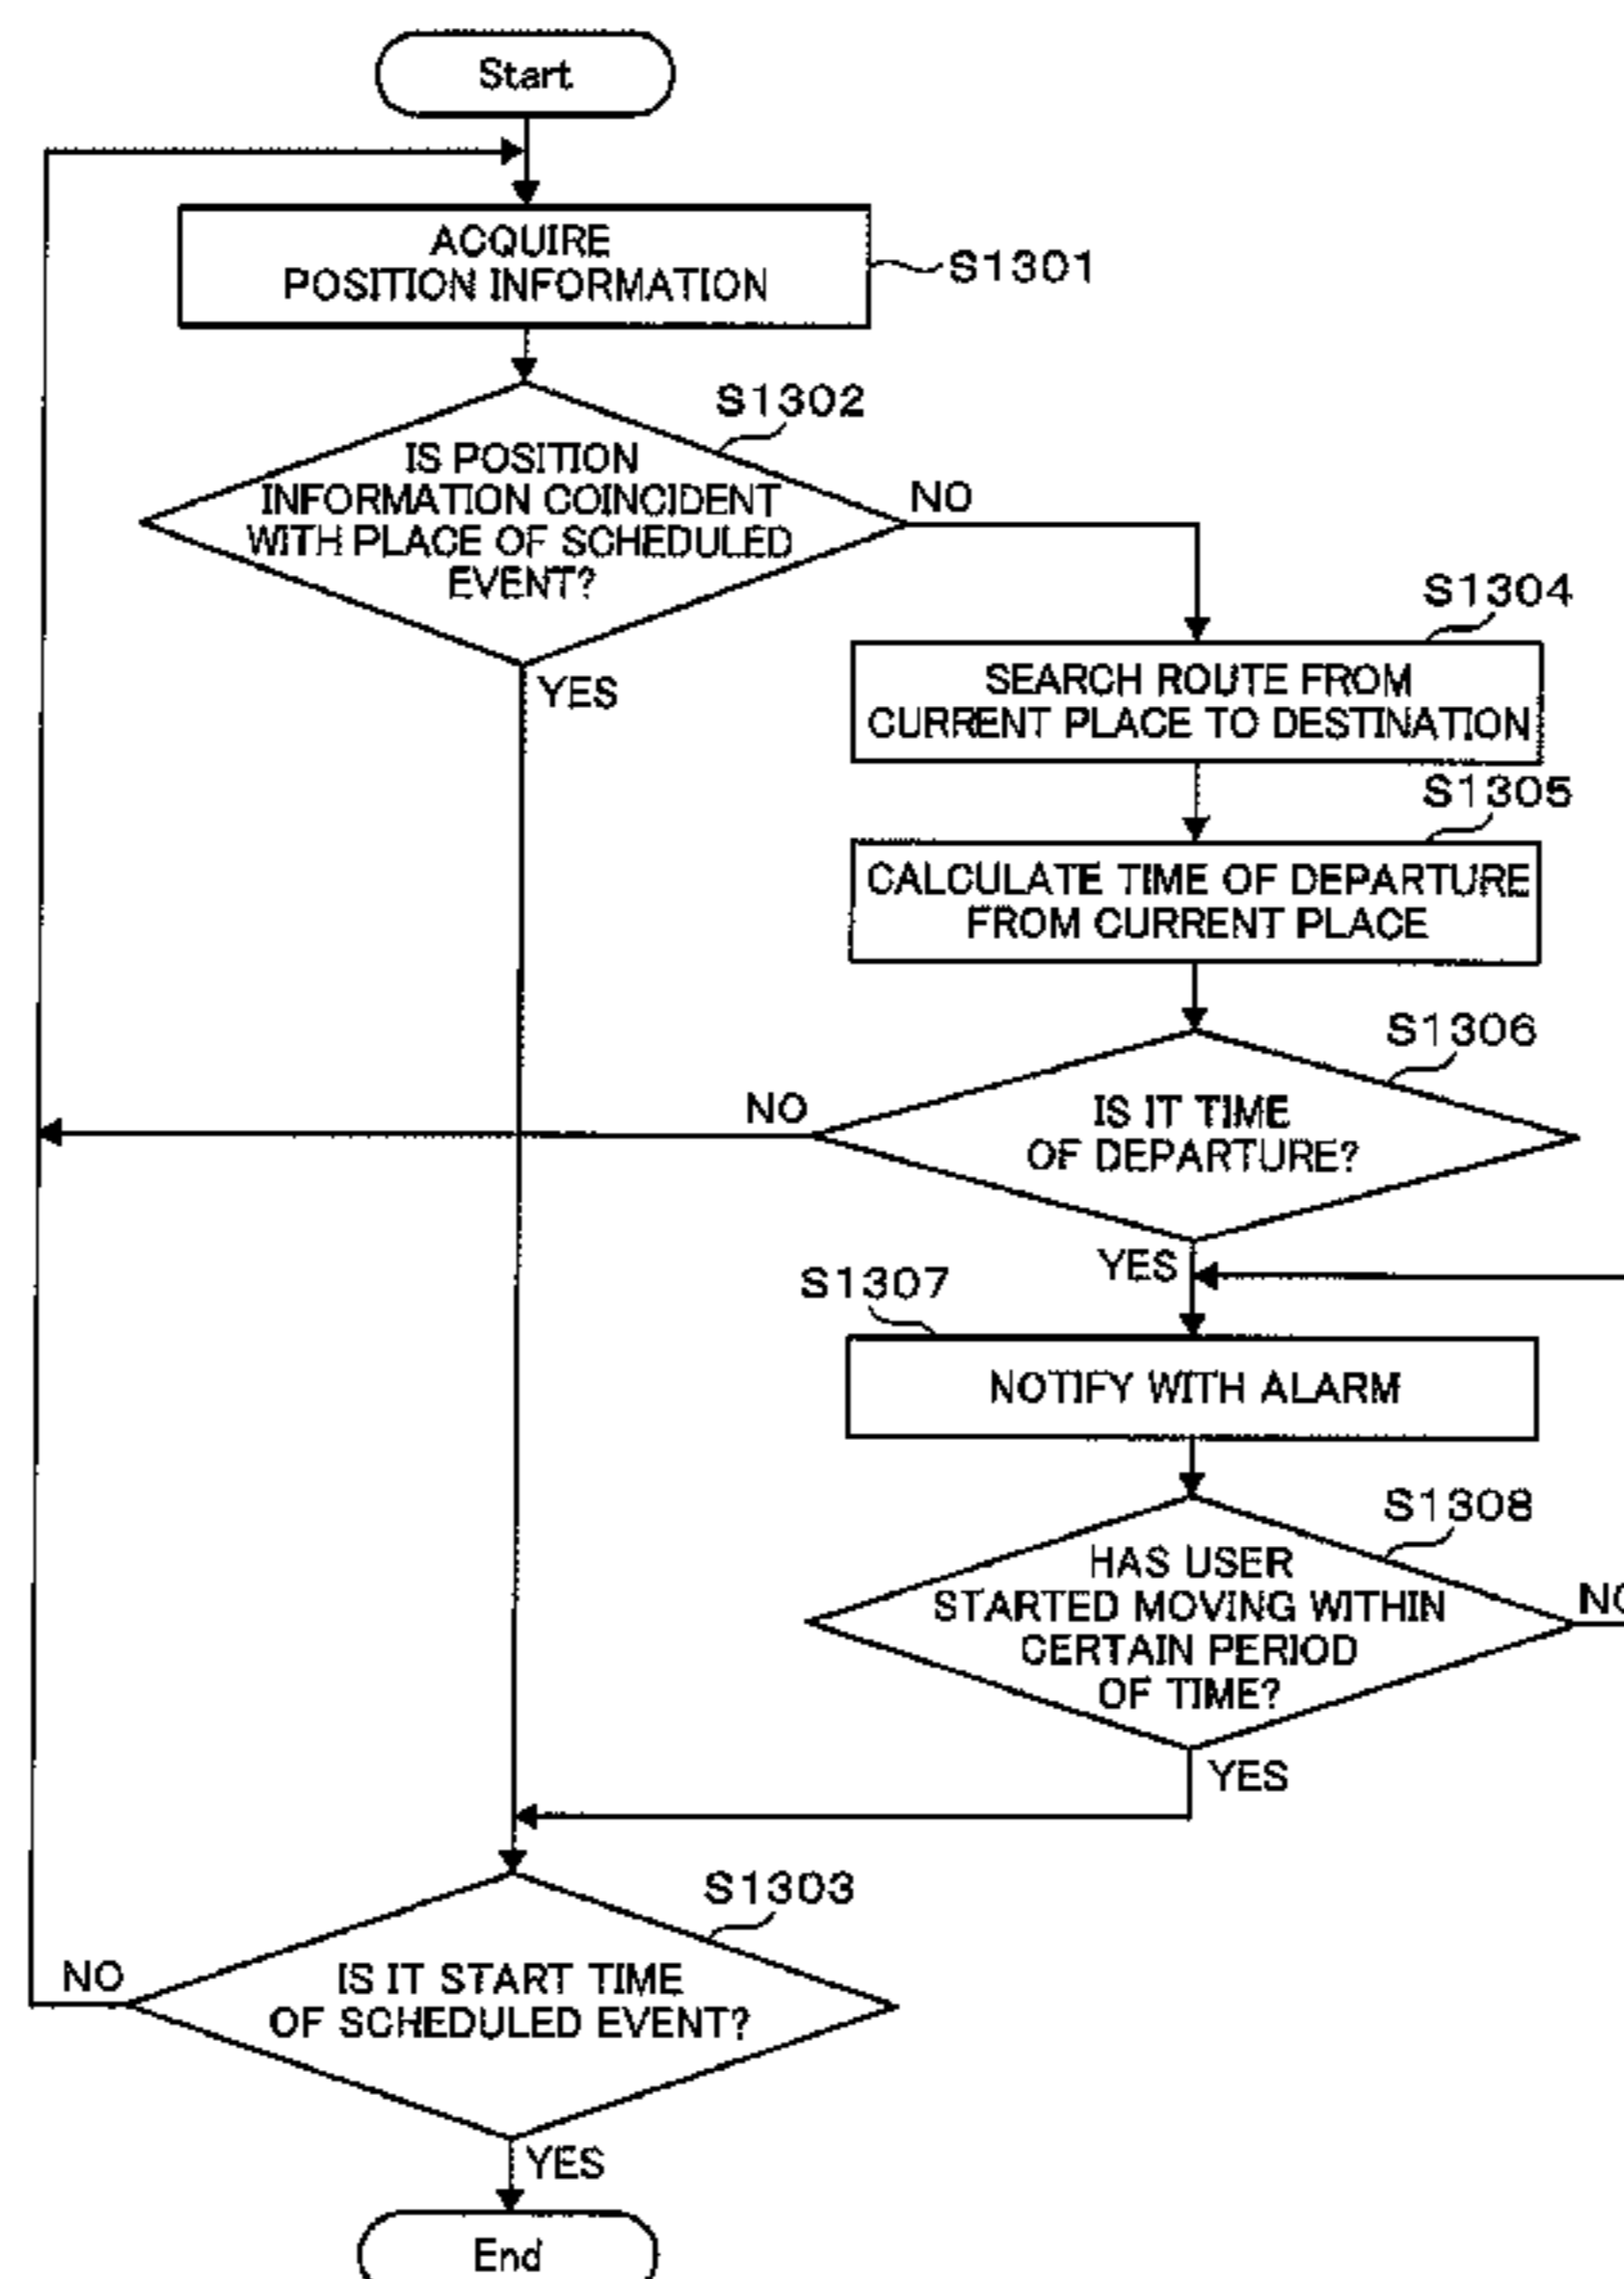 Start
ACQUIRE
POSITION INFORMATION
S1301
S1302
IS POSITION
INFORMATION COINCIDENT
WITH PLACE OF SCHEDULED
EVENT?
NO
YES
S1304
SEARCH ROUTE FROM
CURRENT PLACE TO DESTINATION
S1305
CALCULATE TIME OF DEPARTURE
FROM CURRENT PLACE
S1306
IS IT TIME
OF DEPARTURE?
NO
YES
S1307
NOTIFY WITH ALARM
S1308
HAS USER
STARTED MOVING WITHIN
CERTAIN PERIOD
OF TIME?
NO
YES
S1303
IS IT START TIME
OF SCHEDULED EVENT?
NO
YES
End